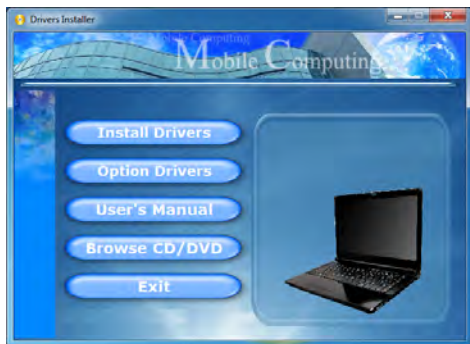 Drivers Installer
Mobile Computing
Mobile Computing
Install Drivers
Option Drivers
User's Manual
Browse CD/DVD
Exit